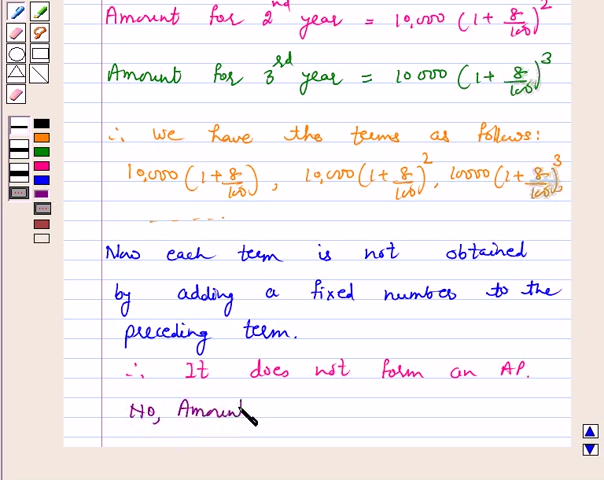 Amount for 2nd year = 10,000 (1+ 8/100)²
Amount for 3rd year = 10000 (1+ 8/100)³
∴ We have the terms as follows:
10,000 (1+ 8/100), 10,000 (1+ 8/100)², 10000 (1+ 8/100)³
-----.
Now each term is not obtained
by adding a fixed number to the
preceding term.
∴ It does not form an AP.
No, Amount